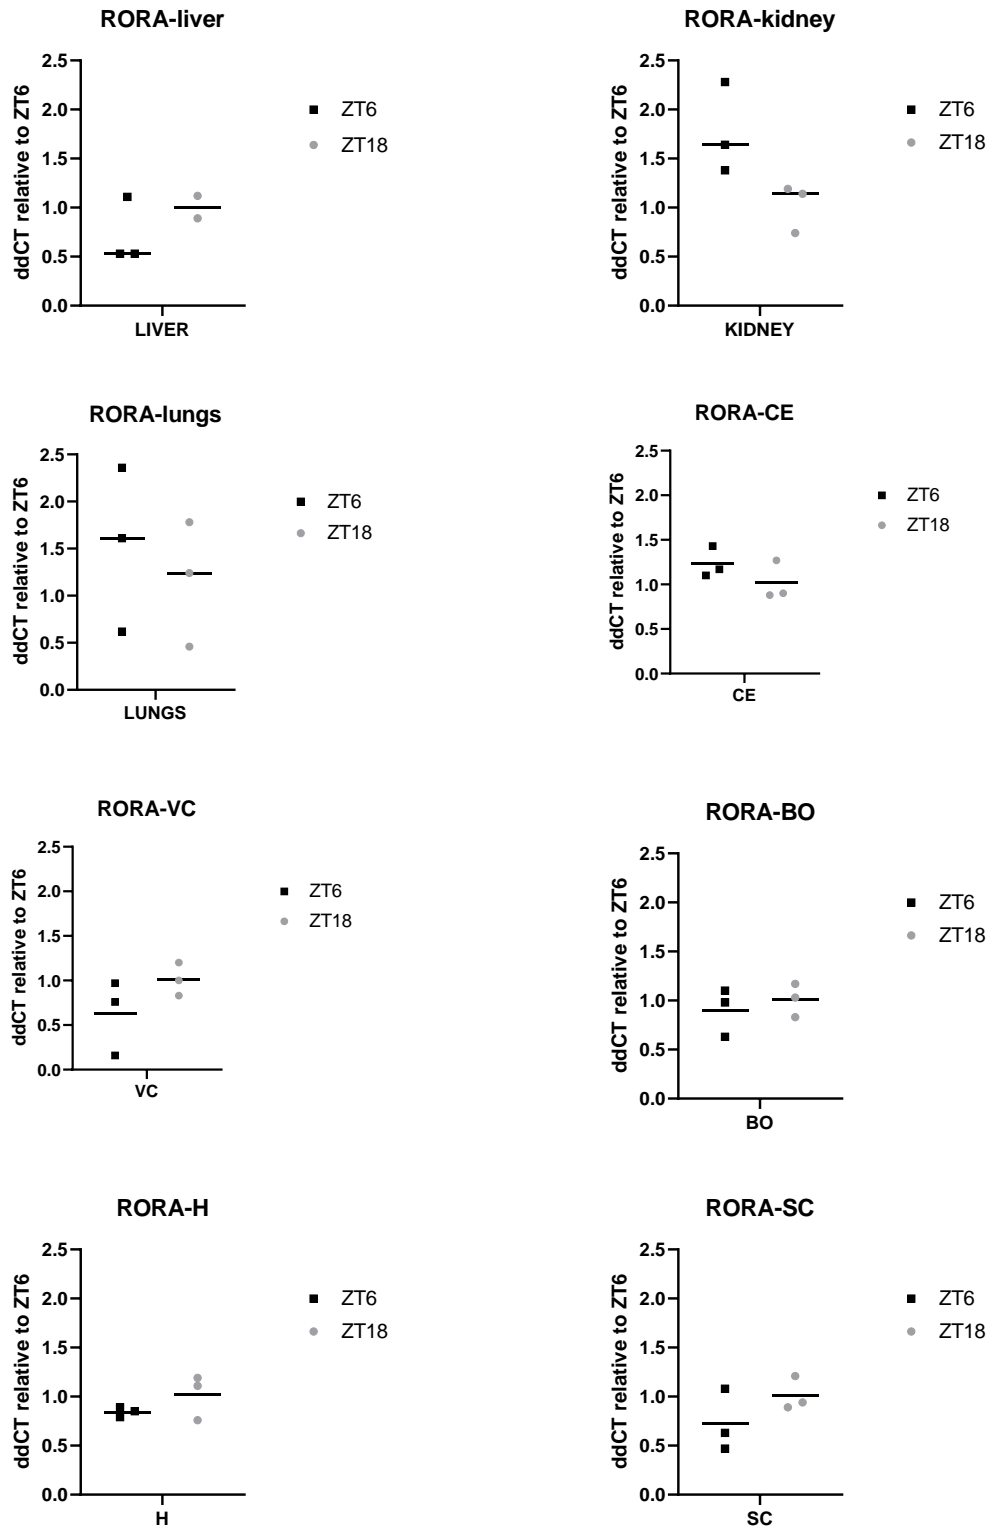 RORA-liver
ddCT relative to ZT6
2.5
2.0
1.5
1.0
0.5
0.0
LIVER
ZT6
ZT18
RORA-kidney
ddCT relative to ZT6
2.5
2.0
1.5
1.0
0.5
0.0
KIDNEY
ZT6
ZT18
RORA-lungs
ddCT relative to ZT6
2.5
2.0
1.5
1.0
0.5
0.0
LUNGS
ZT6
ZT18
RORA-CE
ddCT relative to ZT6
2.5
2.0
1.5
1.0
0.5
0.0
CE
ZT6
ZT18
RORA-VC
ddCT relative to ZT6
2.5
2.0
1.5
1.0
0.5
0.0
VC
ZT6
ZT18
RORA-BO
ddCT relative to ZT6
2.5
2.0
1.5
1.0
0.5
0.0
BO
ZT6
ZT18
RORA-H
ddCT relative to ZT6
2.5
2.0
1.5
1.0
0.5
0.0
H
ZT6
ZT18
RORA-SC
ddCT relative to ZT6
2.5
2.0
1.5
1.0
0.5
0.0
SC
ZT6
ZT18